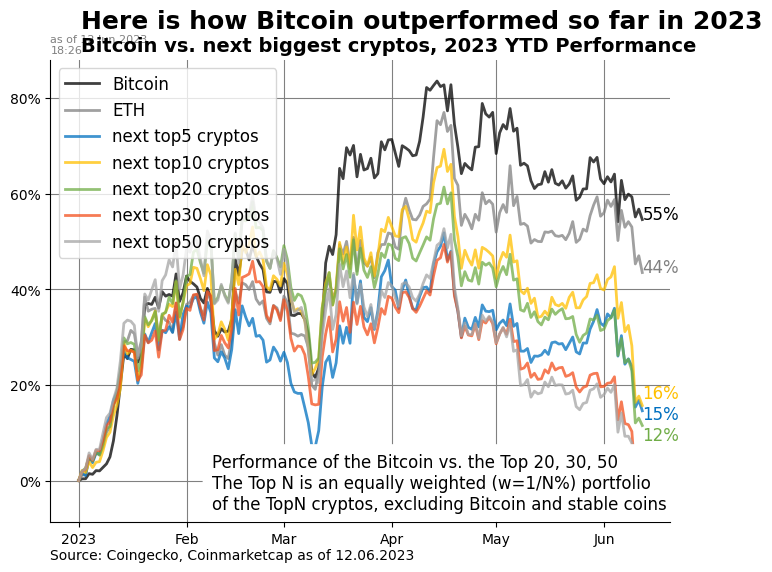 Here is how Bitcoin outperformed so far in 2023
as of 12 Jun 2023
18:26
Bitcoin vs. next biggest cryptos, 2023 YTD Performance
Bitcoin
ETH
next top5 cryptos
next top10 cryptos
next top20 cryptos
next top30 cryptos
next top50 cryptos
80%
60%
40%
20%
0%
55%
44%
16%
15%
12%
Performance of the Bitcoin vs. the Top 20, 30, 50
The Top N is an equally weighted (w=1/N%) portfolio
of the TopN cryptos, excluding Bitcoin and stable coins
2023 Feb Mar Apr May Jun
Source: Coingecko, Coinmarketcap as of 12.06.2023